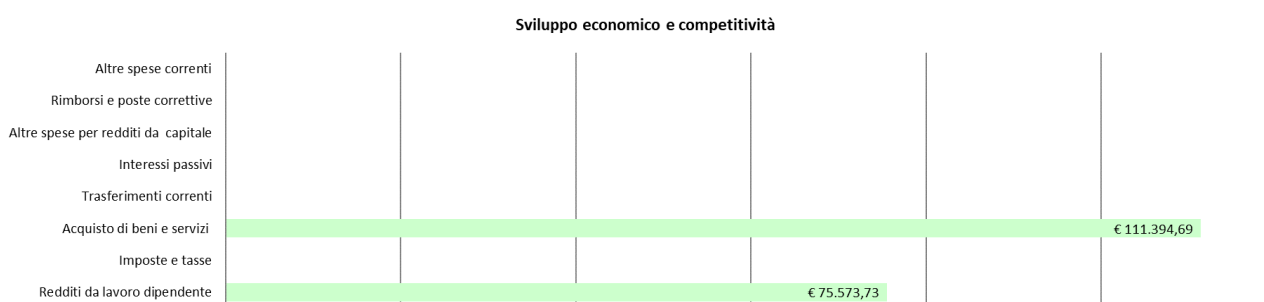 Sviluppo economico e competitività
Altre spese correnti
Rimborsi e poste correttive
Altre spese per redditi da capitale
Interessi passivi
Trasferimenti correnti
Acquisto di beni e servizi
€ 111.394,69
Imposte e tasse
Redditi da lavoro dipendente
€ 75.573,73